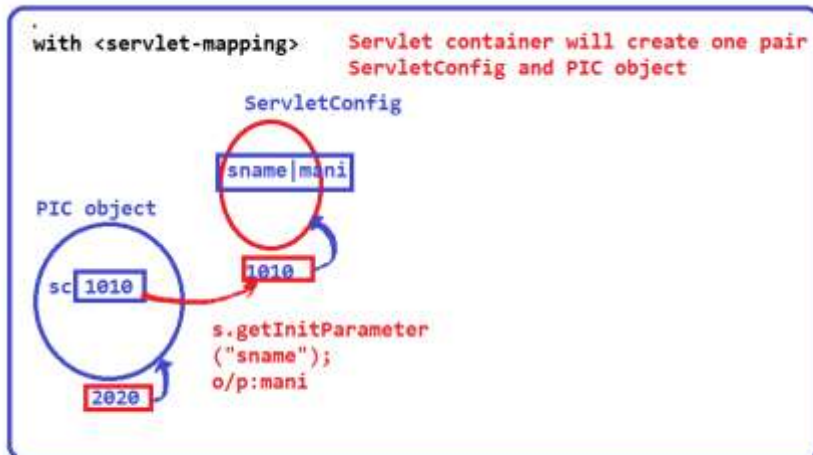 with <servlet-mapping>
Servlet container will create one pair
ServletConfig and PIC object
ServletConfig
sname|mani
PIC object
sc 1010
1010
s.getInitParameter
("sname");
o/p:mani
2020